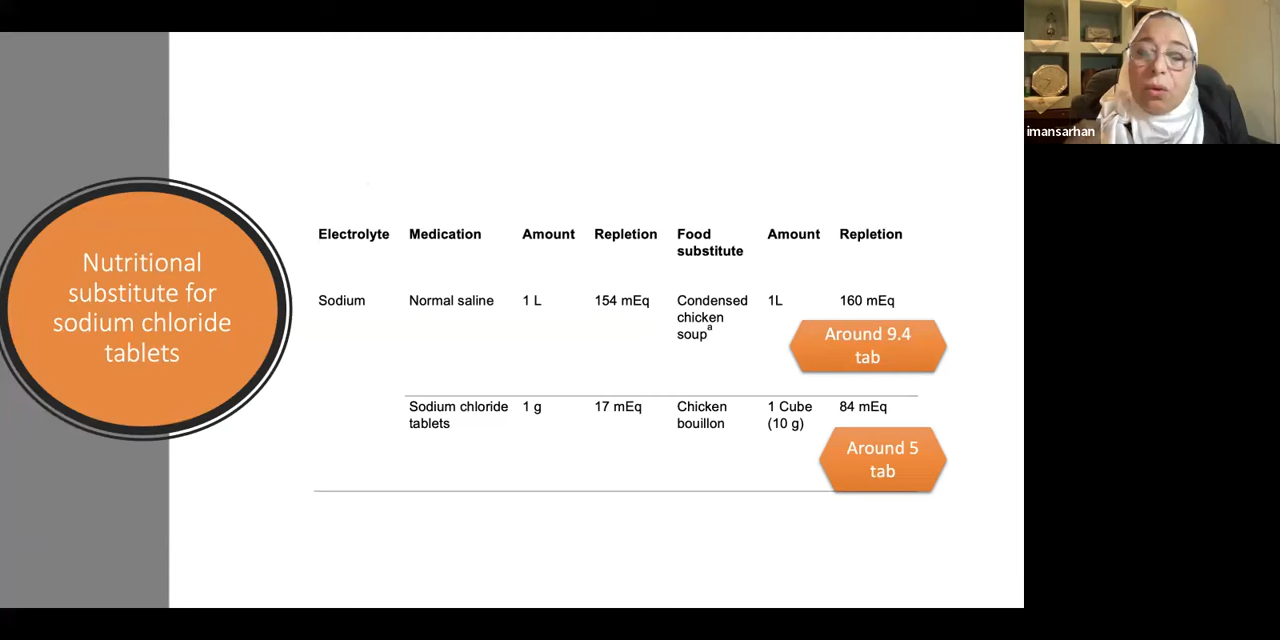 Nutritional
substitute for
sodium chloride
tablets
Electrolyte Medication Amount Repletion Food substitute Amount Repletion
Sodium Normal saline 1 L 154 mEq Condensed chicken soupᵃ 1L 160 mEq
Around 9.4
tab
Sodium chloride tablets 1 g 17 mEq Chicken bouillon 1 Cube (10 g) 84 mEq
Around 5
tab
imansarhan